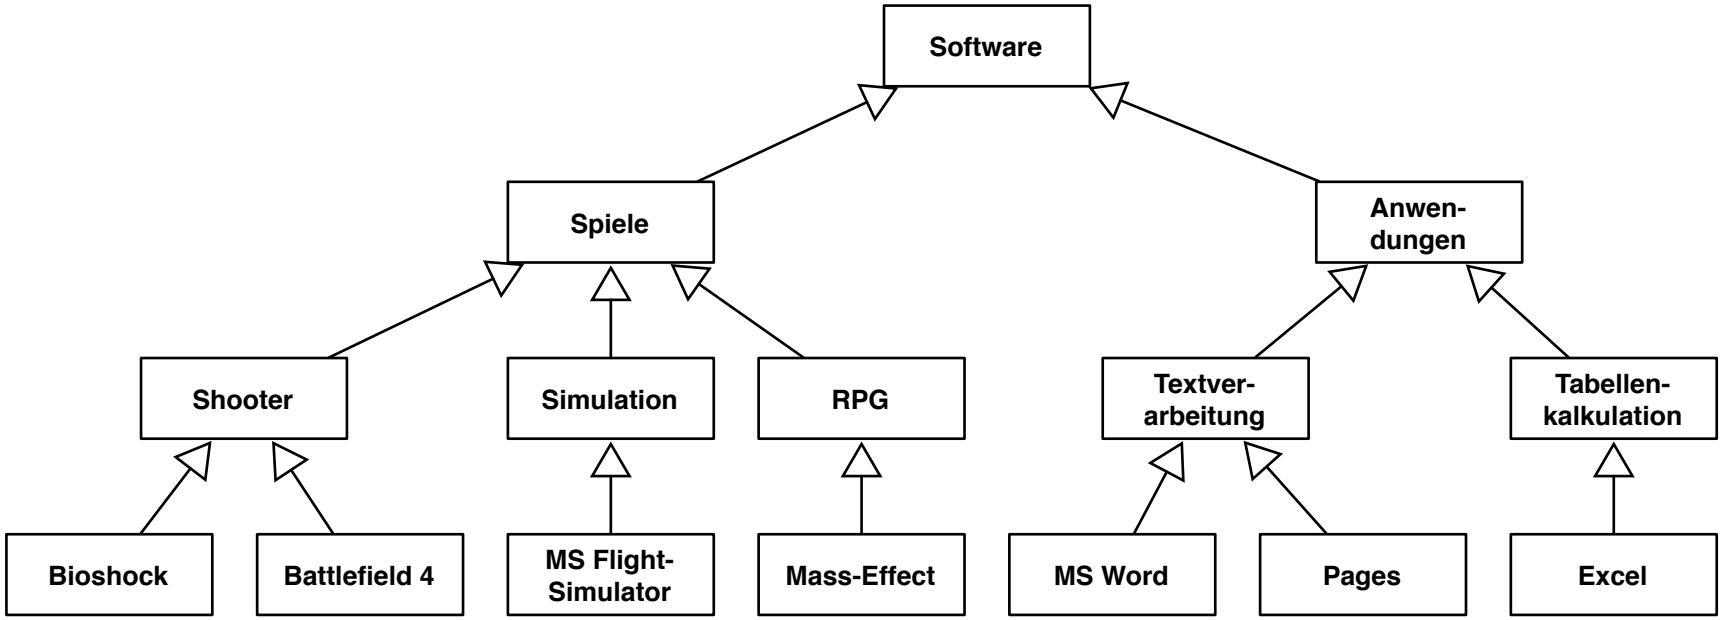 Software
Spiele
Anwen-
dungen
Shooter
Simulation
RPG
Textver-
arbeitung
Tabellen-
kalkulation
Bioshock
Battlefield 4
MS Flight-
Simulator
Mass-Effect
MS Word
Pages
Excel